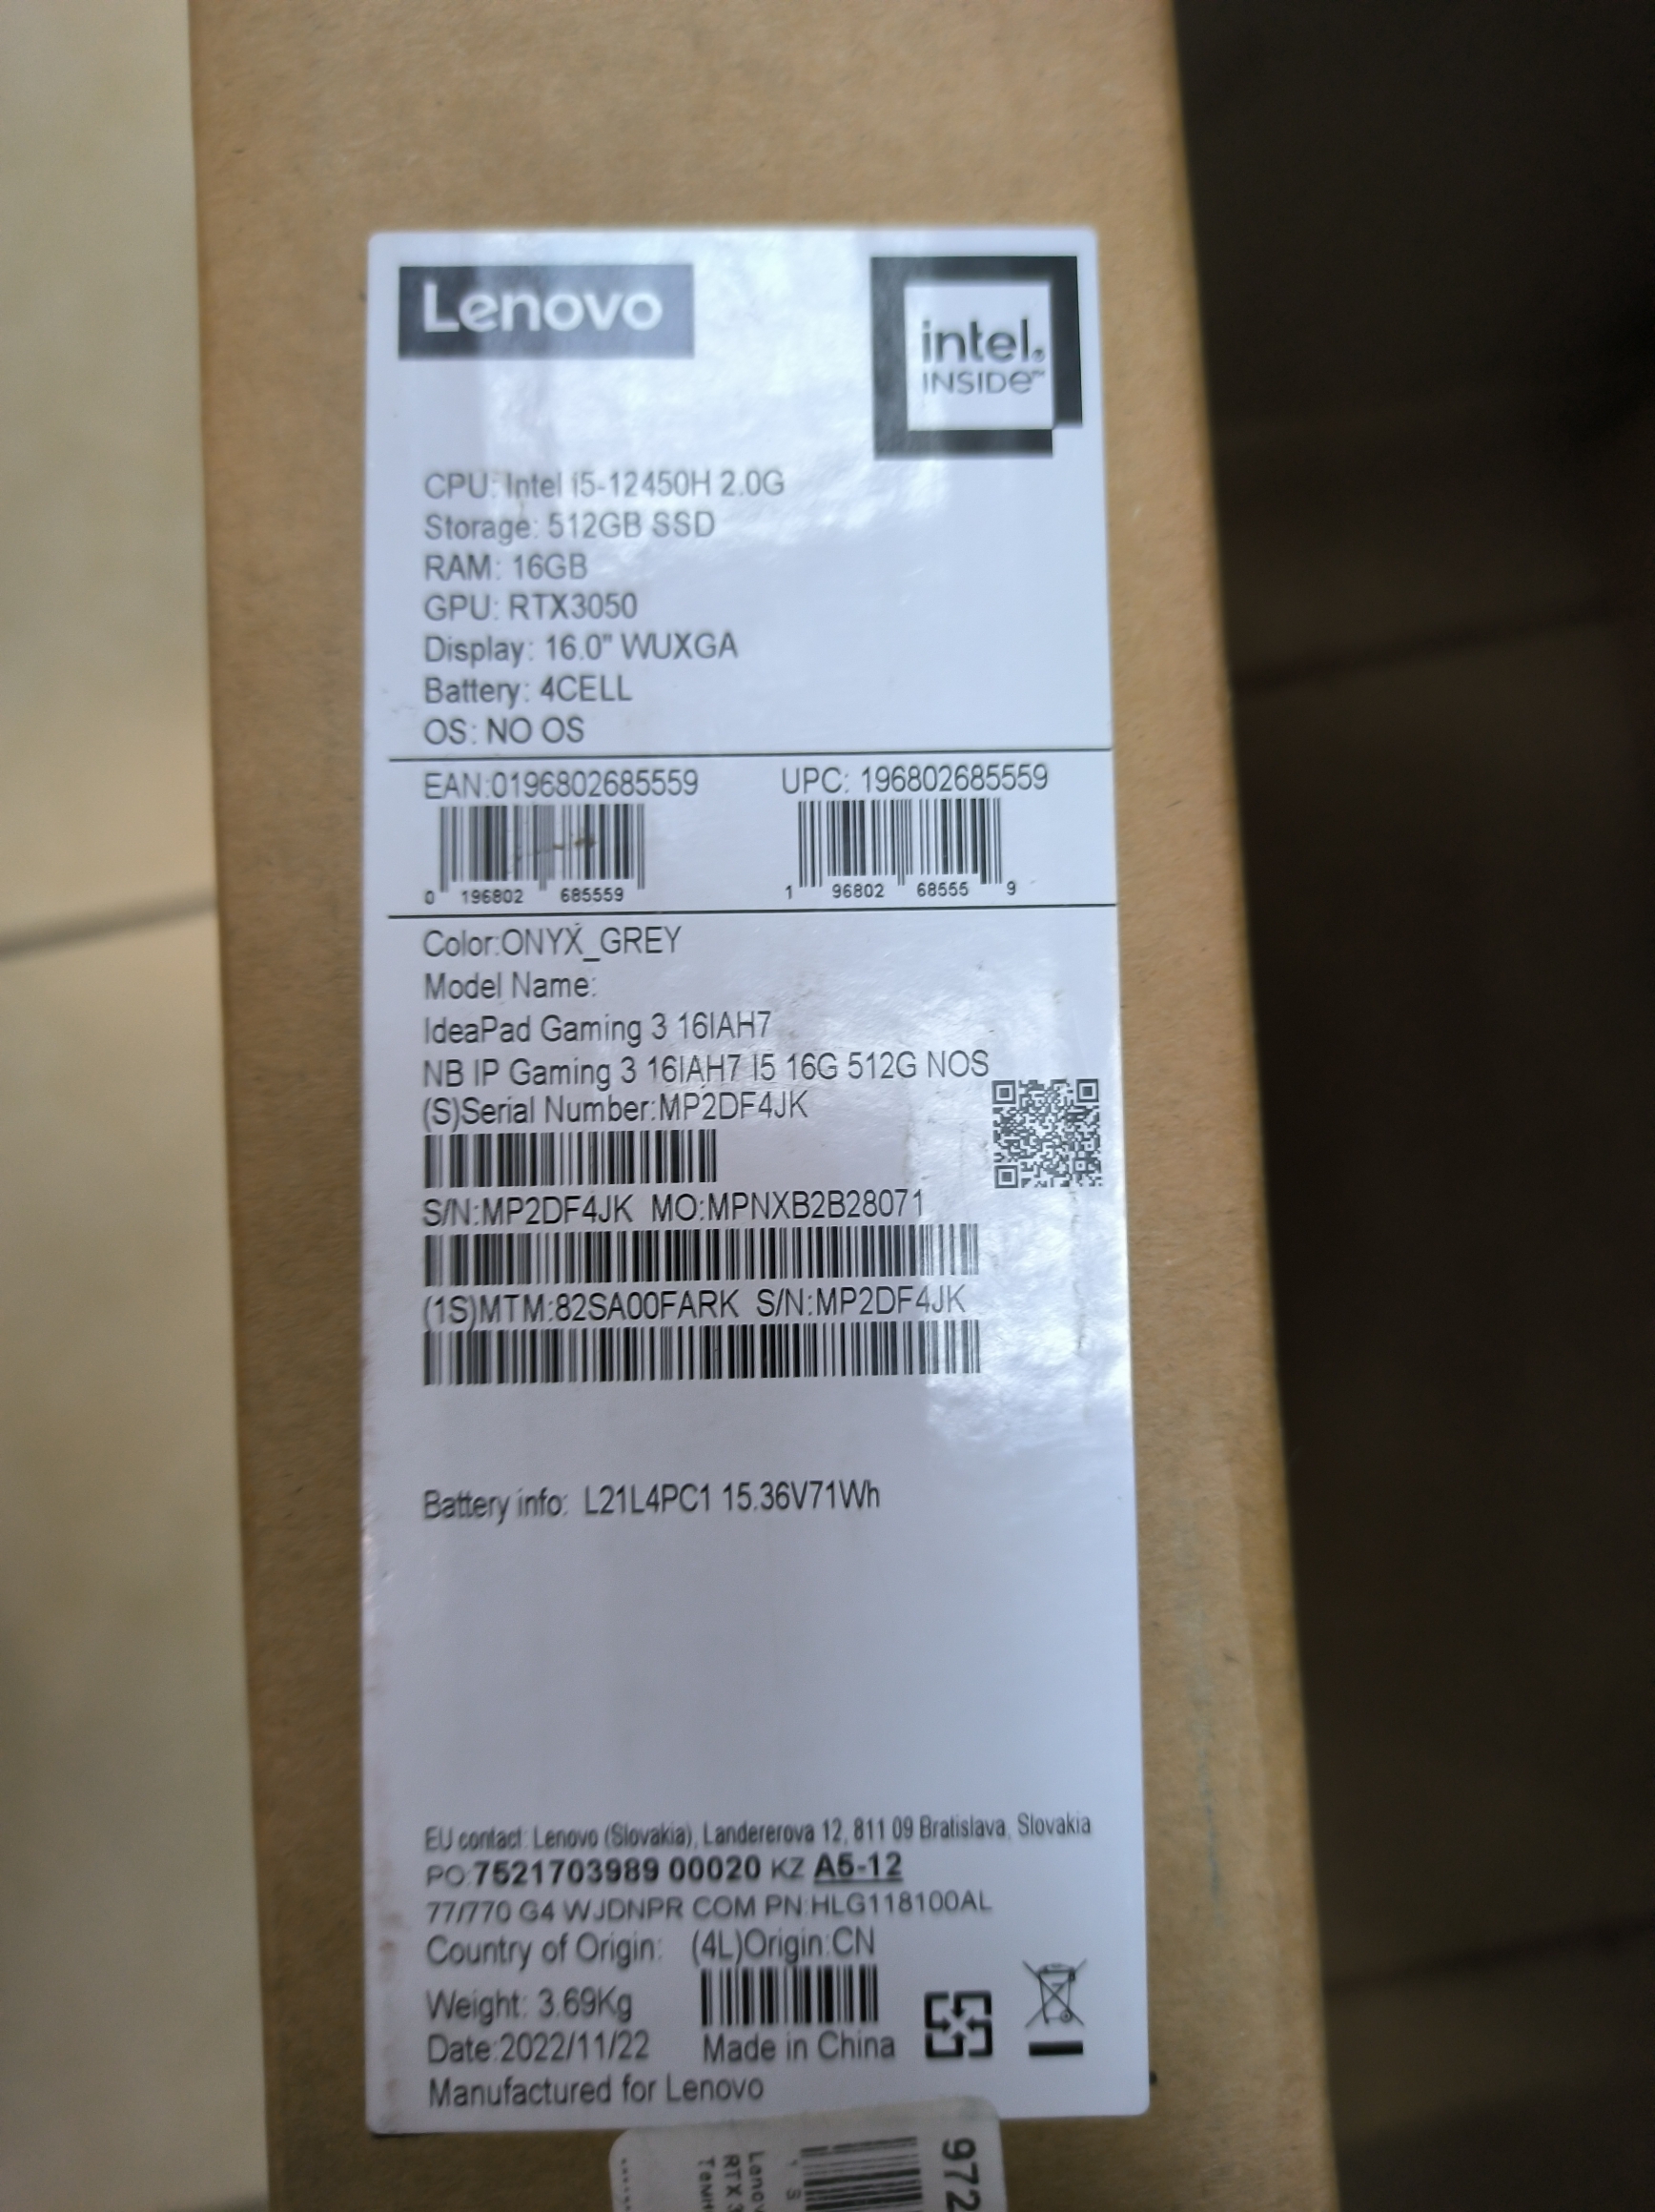 Lenovo
intel.
INSIDE™
CPU: Intel i5-12450H 2.0G
Storage: 512GB SSD
RAM: 16GB
GPU: RTX3050
Display: 16.0" WUXGA
Battery: 4CELL
OS: NO OS
EAN:0196802685559 UPC: 196802685559
0 196802 685559 1 96802 68555 9
Color:ONYX_GREY
Model Name:
IdeaPad Gaming 3 16IAH7
NB IP Gaming 3 16IAH7 I5 16G 512G NOS
(S)Serial Number:MP2DF4JK
S/N:MP2DF4JK MO:MPNXB2B28071
(1S)MTM:82SA00FARK S/N:MP2DF4JK
Battery info: L21L4PC1 15.36V71Wh
EU contact: Lenovo (Slovakia), Landererova 12, 811 09 Bratislava, Slovakia
PO:7521703989 00020 KZ A5-12
77/770 G4 WJDNPR COM PN:HLG118100AL
Country of Origin: (4L)Origin:CN
Weight: 3.69Kg
Date:2022/11/22 Made in China
Manufactured for Lenovo
972
RTX